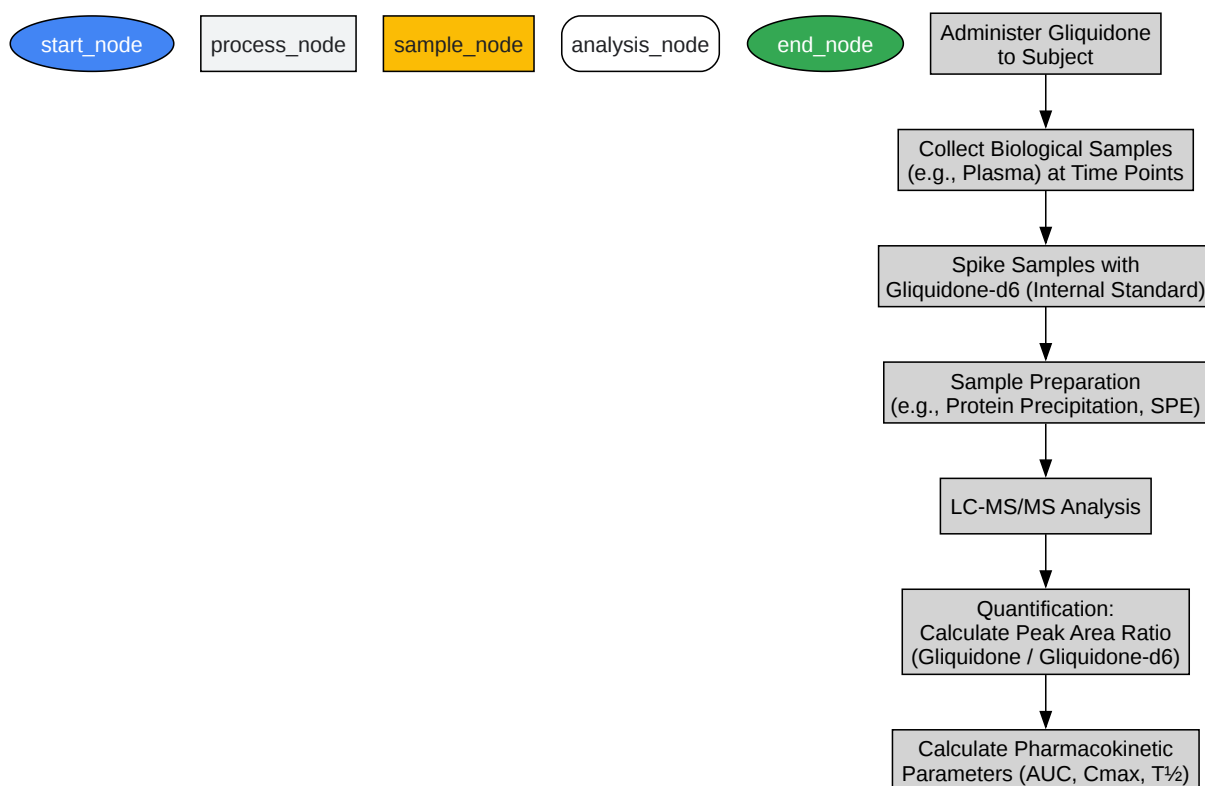 start_node
process_node
sample_node
analysis_node
end_node
Administer Gliquidone
to Subject
Collect Biological Samples
(e.g., Plasma) at Time Points
Spike Samples with
Gliquidone-d6 (Internal Standard)
Sample Preparation
(e.g., Protein Precipitation, SPE)
LC-MS/MS Analysis
Quantification:
Calculate Peak Area Ratio
(Gliquidone / Gliquidone-d6)
Calculate Pharmacokinetic
Parameters (AUC, Cmax, T½)